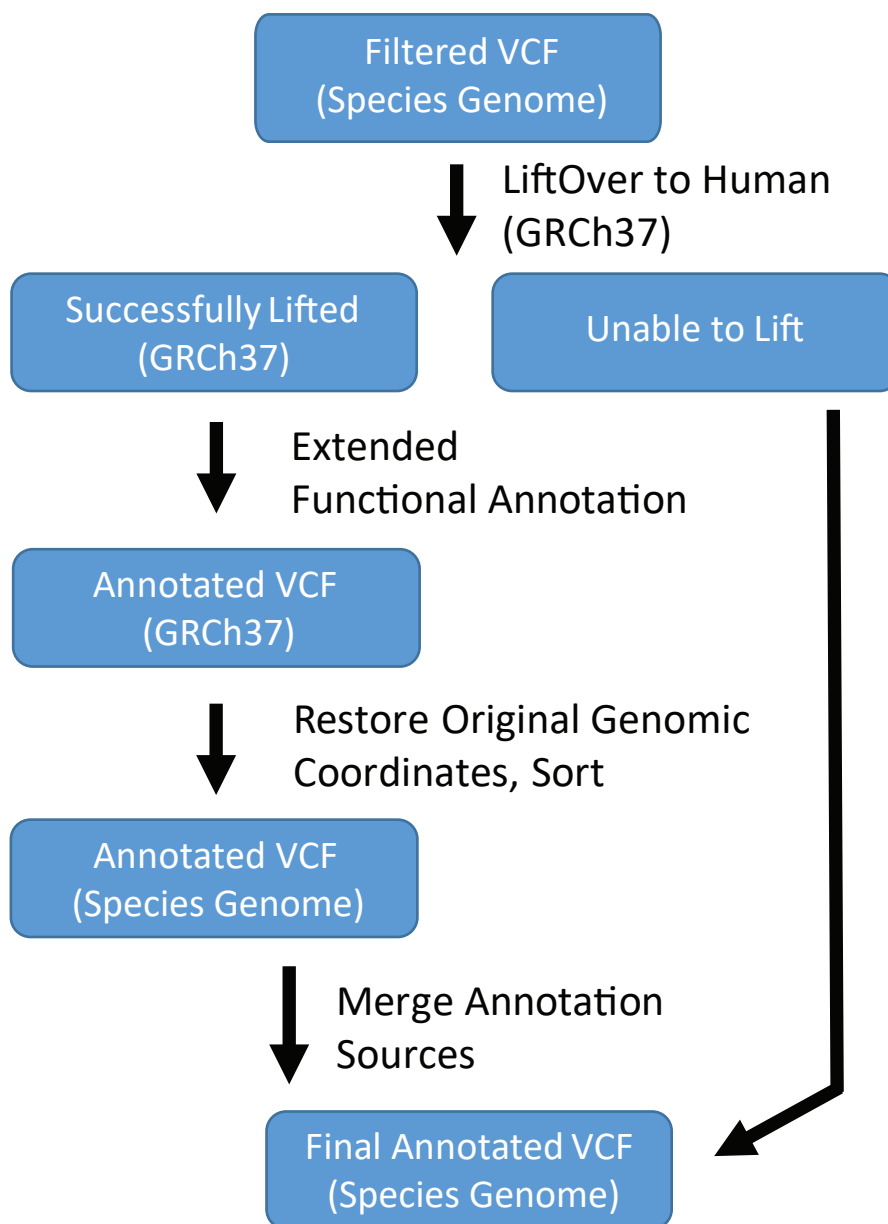 Filtered VCF
(Species Genome)
LiftOver to Human
(GRCh37)
Successfully Lifted
(GRCh37)
Unable to Lift
Extended
Functional Annotation
Annotated VCF
(GRCh37)
Restore Original Genomic
Coordinates, Sort
Annotated VCF
(Species Genome)
Merge Annotation
Sources
Final Annotated VCF
(Species Genome)